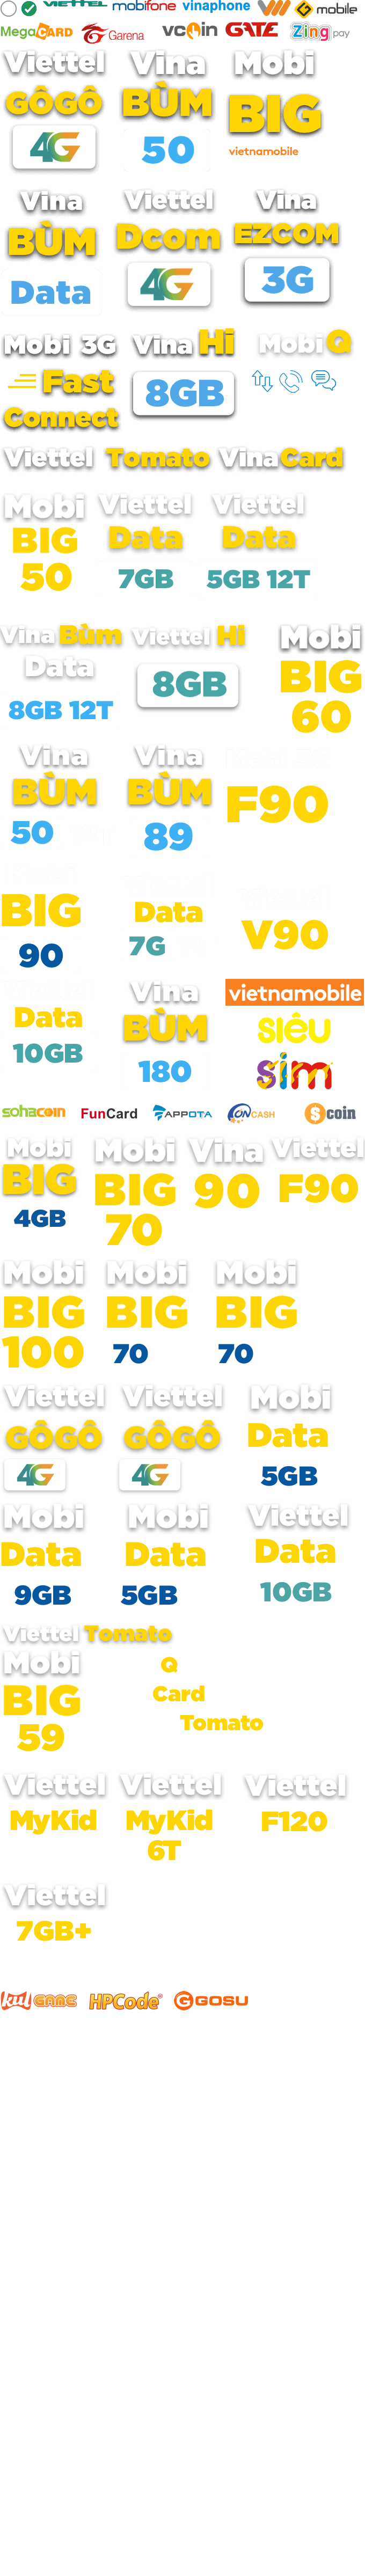 viettel mobifone vinaphone mobile
MegaCARD Garena vcoin GATE Zing pay
Viettel Vina Mobi
GÔGÔ BÙM BIG
4G 50 vietnamobile
Vina Viettel Vina
BÙM Dcom EZCOM
Data 4G 3G
Mobi 3G Vina Hi Mobi Q
Fast 8GB
Connect
Viettel Tomato Vina Card
Mobi Viettel Viettel
BIG Data Data
50 7GB 5GB 12T
Vina Bùm Viettel Hi Mobi
Data 8GB BIG
8GB 12T 60
Vina Vina
BÙM BÙM F90
50 89
BIG Data V90
90 7G
Data Vina vietnamobile
10GB BÙM siêu
180 sim
sohacoin FunCard APPOTA ON CASH Scoin
Mobi Mobi Vina Viettel
BIG BIG 90 F90
4GB 70
Mobi Mobi Mobi
BIG BIG BIG
100 70 70
Viettel Viettel Mobi
GÔGÔ GÔGÔ Data
4G 4G 5GB
Mobi Mobi Viettel
Data Data Data
9GB 5GB 10GB
Viettel Tomato
Mobi Q
BIG Card
59 Tomato
Viettel Viettel Viettel
MyKid MyKid F120
6T
Viettel
7GB+
kul GAME HPCode® GOSU